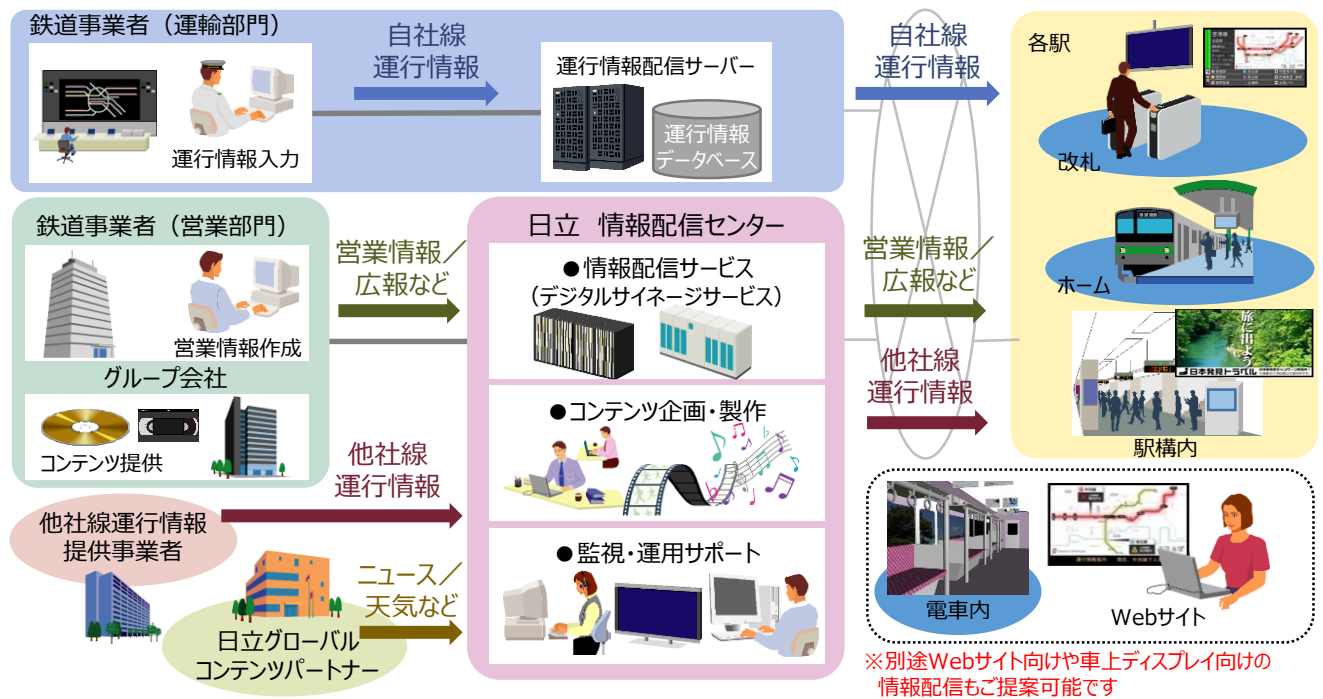 鉄道事業者（運輸部門）
運行情報入力
自社線
運行情報
運行情報配信サーバー
運行情報
データベース
自社線
運行情報
各駅
改札
ホーム
旅に出よう
日本発見トラベル
駅構内
鉄道事業者（営業部門）
営業情報作成
グループ会社
コンテンツ提供
営業情報／
広報など
日立　情報配信センター
●情報配信サービス
（デジタルサイネージサービス）
●コンテンツ企画・製作
●監視・運用サポート
営業情報／
広報など
他社線
運行情報
他社線
運行情報
他社線運行情報
提供事業者
ニュース／
天気など
日立グローバル
コンテンツパートナー
電車内
Webサイト
※別途Webサイト向けや車上ディスプレイ向けの
情報配信もご提案可能です